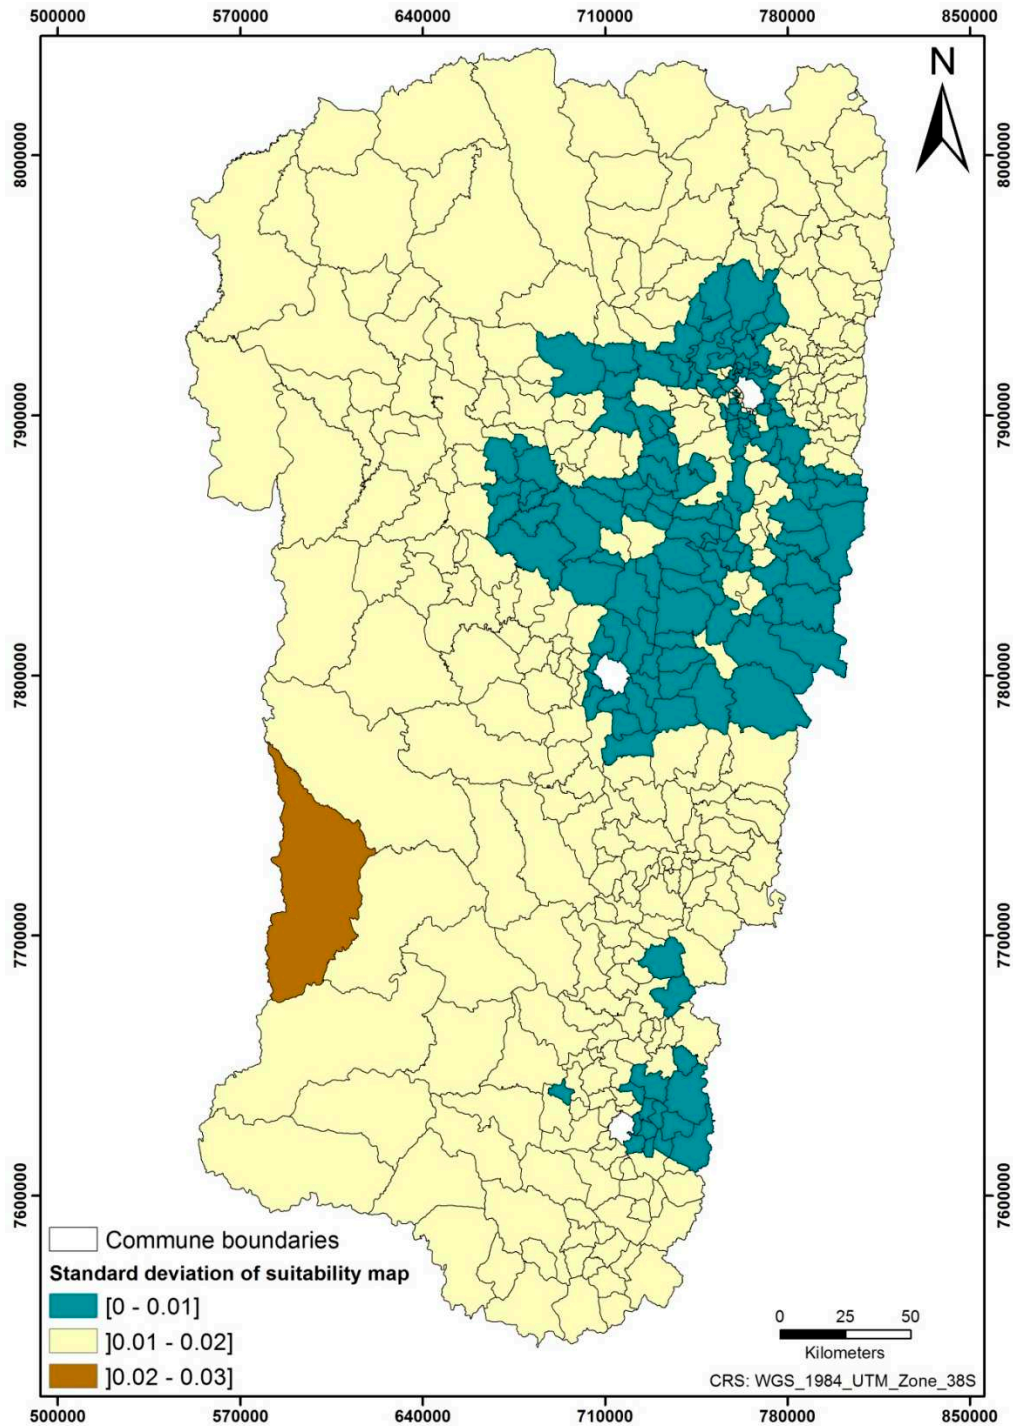 500000 570000 640000 710000 780000 850000
N
8000000 8000000
7900000 7900000
7800000 7800000
7700000 7700000
7600000 7600000
Commune boundaries
Standard deviation of suitability map
[0 - 0.01]
]0.01 - 0.02]
]0.02 - 0.03]
0 25 50
Kilometers
CRS: WGS_1984_UTM_Zone_38S
500000 570000 640000 710000 780000 850000